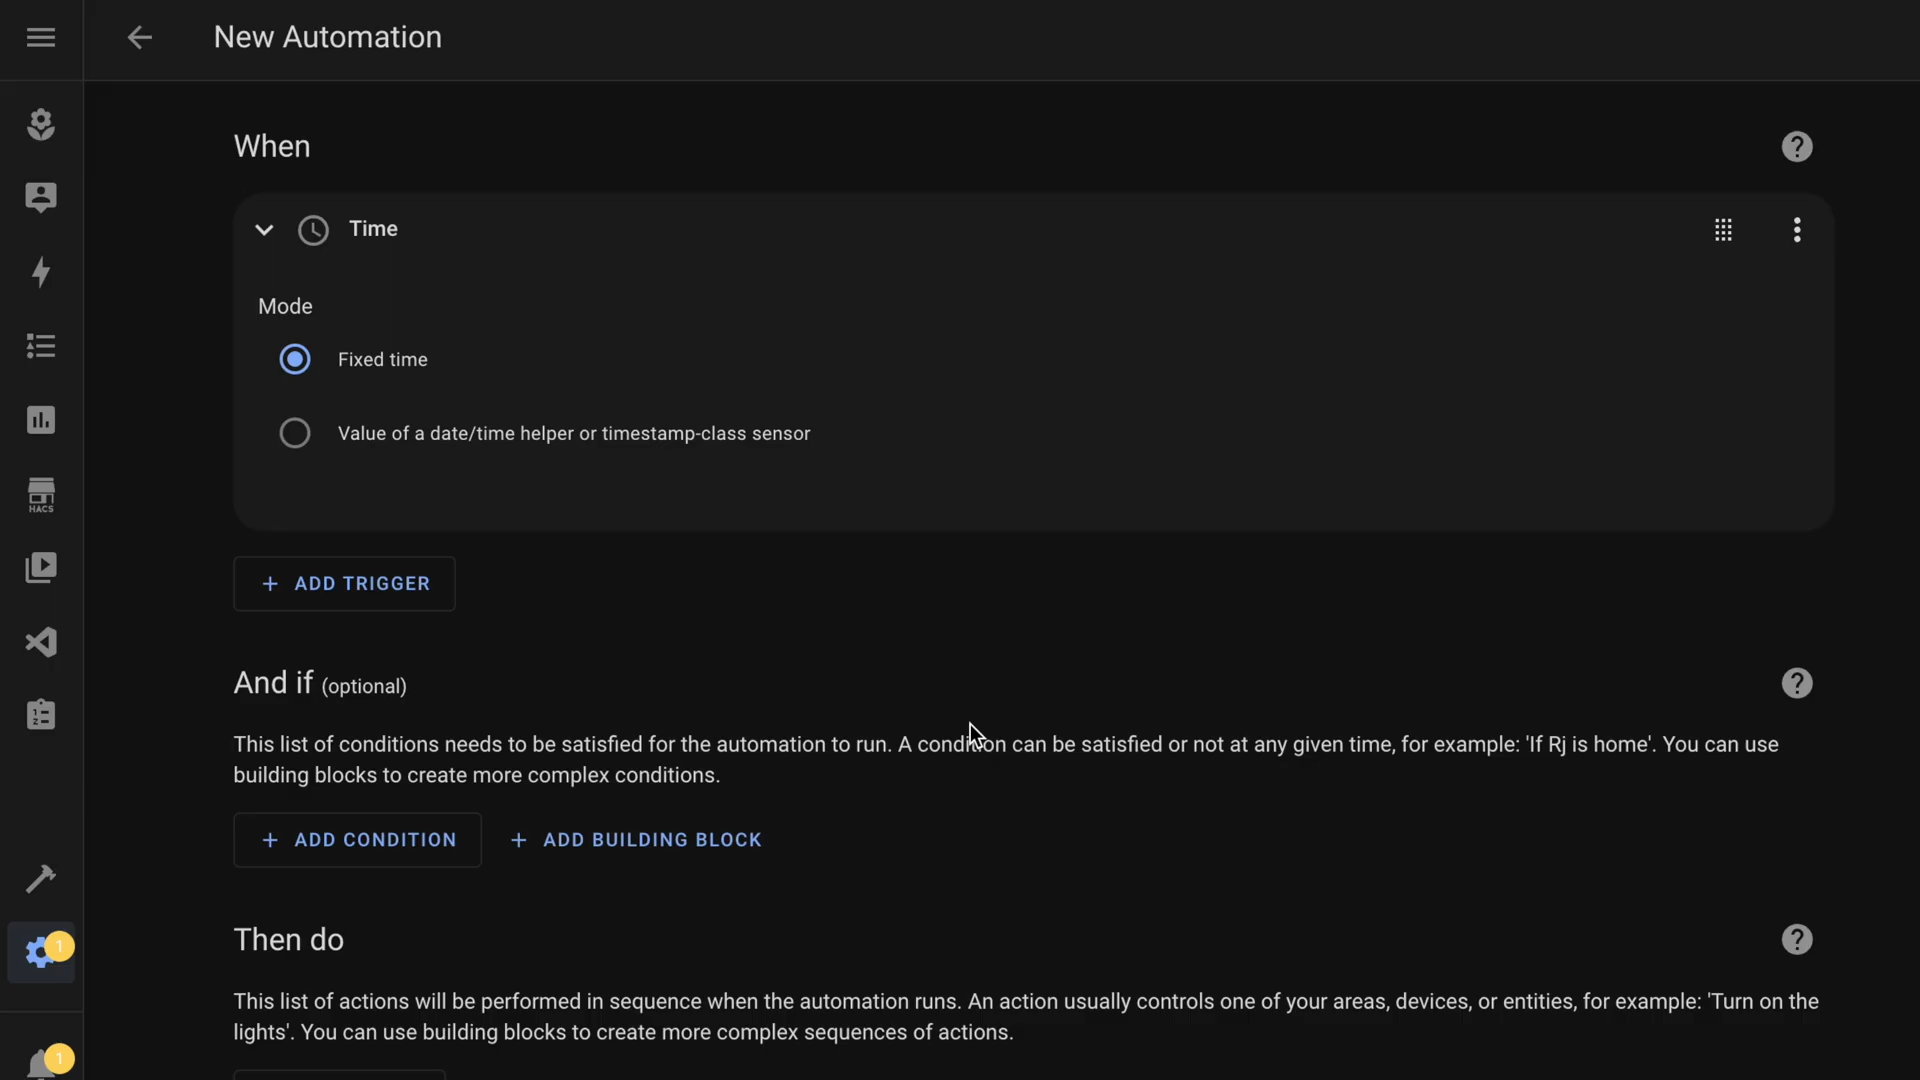 New Automation
When
Time
Mode
Fixed time
Value of a date/time helper or timestamp-class sensor
HACS
+ ADD TRIGGER
And if (optional)
This list of conditions needs to be satisfied for the automation to run. A condition can be satisfied or not at any given time, for example: 'If Rj is home'. You can use
building blocks to create more complex conditions.
+ ADD CONDITION + ADD BUILDING BLOCK
1
Then do
This list of actions will be performed in sequence when the automation runs. An action usually controls one of your areas, devices, or entities, for example: 'Turn on the
lights'. You can use building blocks to create more complex sequences of actions.
1